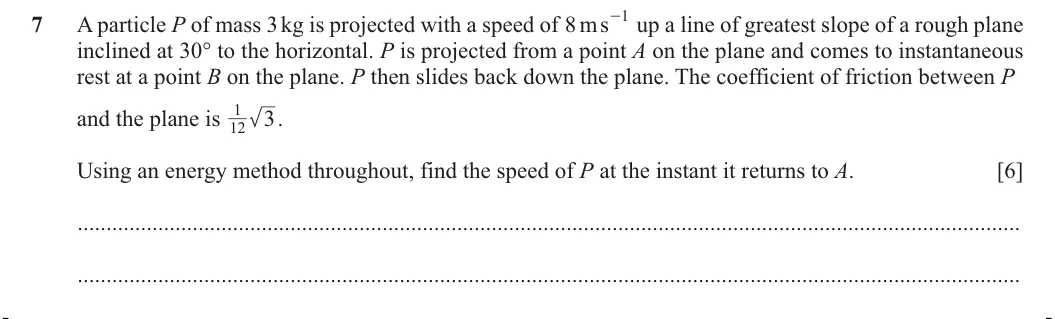 7 A particle P of mass 3 kg is projected with a speed of 8 m s⁻¹ up a line of greatest slope of a rough plane
inclined at 30° to the horizontal. P is projected from a point A on the plane and comes to instantaneous
rest at a point B on the plane. P then slides back down the plane. The coefficient of friction between P
and the plane is 1/12 √3.
Using an energy method throughout, find the speed of P at the instant it returns to A. [6]